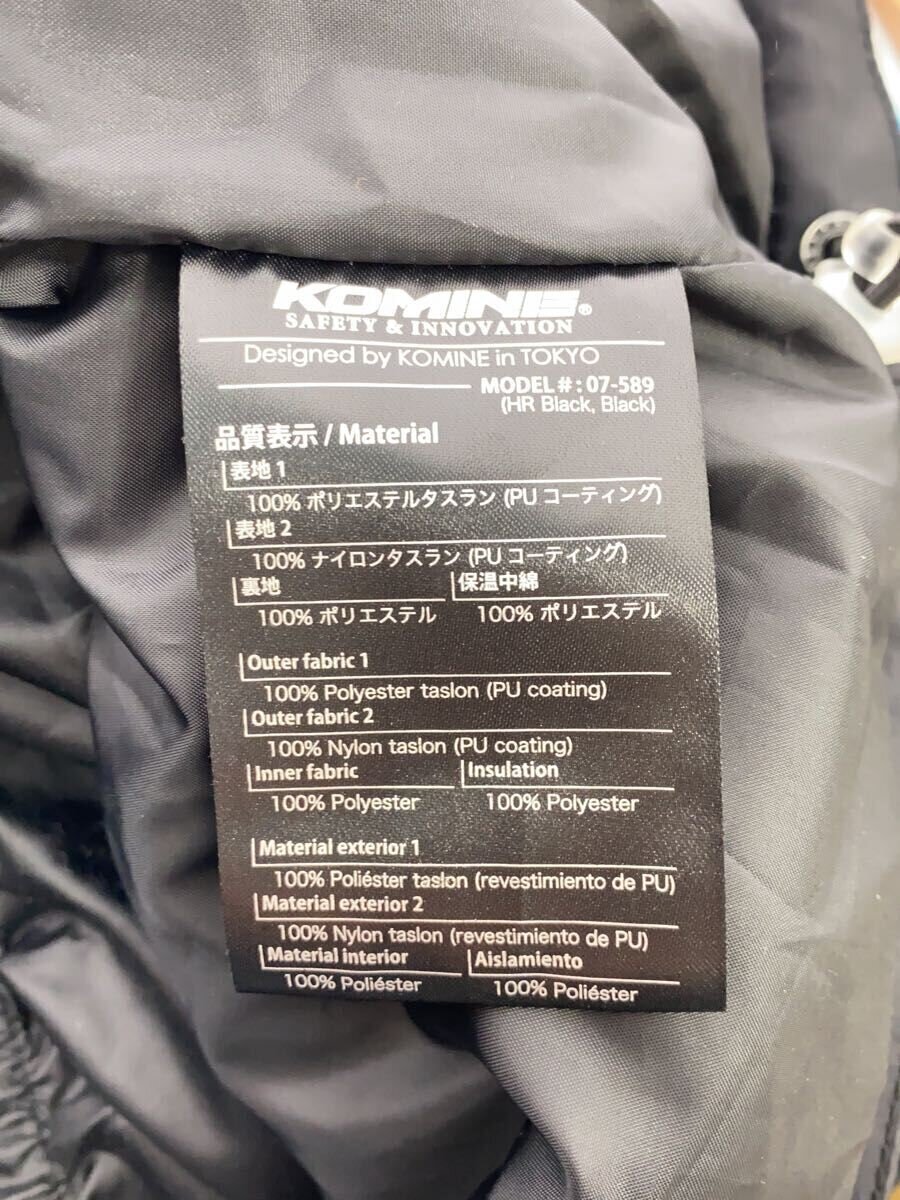 KOMINE®
SAFETY & INNOVATION
Designed by KOMINE in TOKYO
MODEL #: 07-589
(HR Black, Black)
品質表示 / Material
表地 1
100% ポリエステルタスラン (PU コーティング)
表地 2
100% ナイロンタスラン (PU コーティング)
裏地 保温中綿
100% ポリエステル 100% ポリエステル
Outer fabric 1
100% Polyester taslon (PU coating)
Outer fabric 2
100% Nylon taslon (PU coating)
Inner fabric Insulation
100% Polyester 100% Polyester
Material exterior 1
100% Poliéster taslon (revestimiento de PU)
Material exterior 2
100% Nylon taslon (revestimiento de PU)
Material interior Aislamiento
100% Poliéster 100% Poliéster